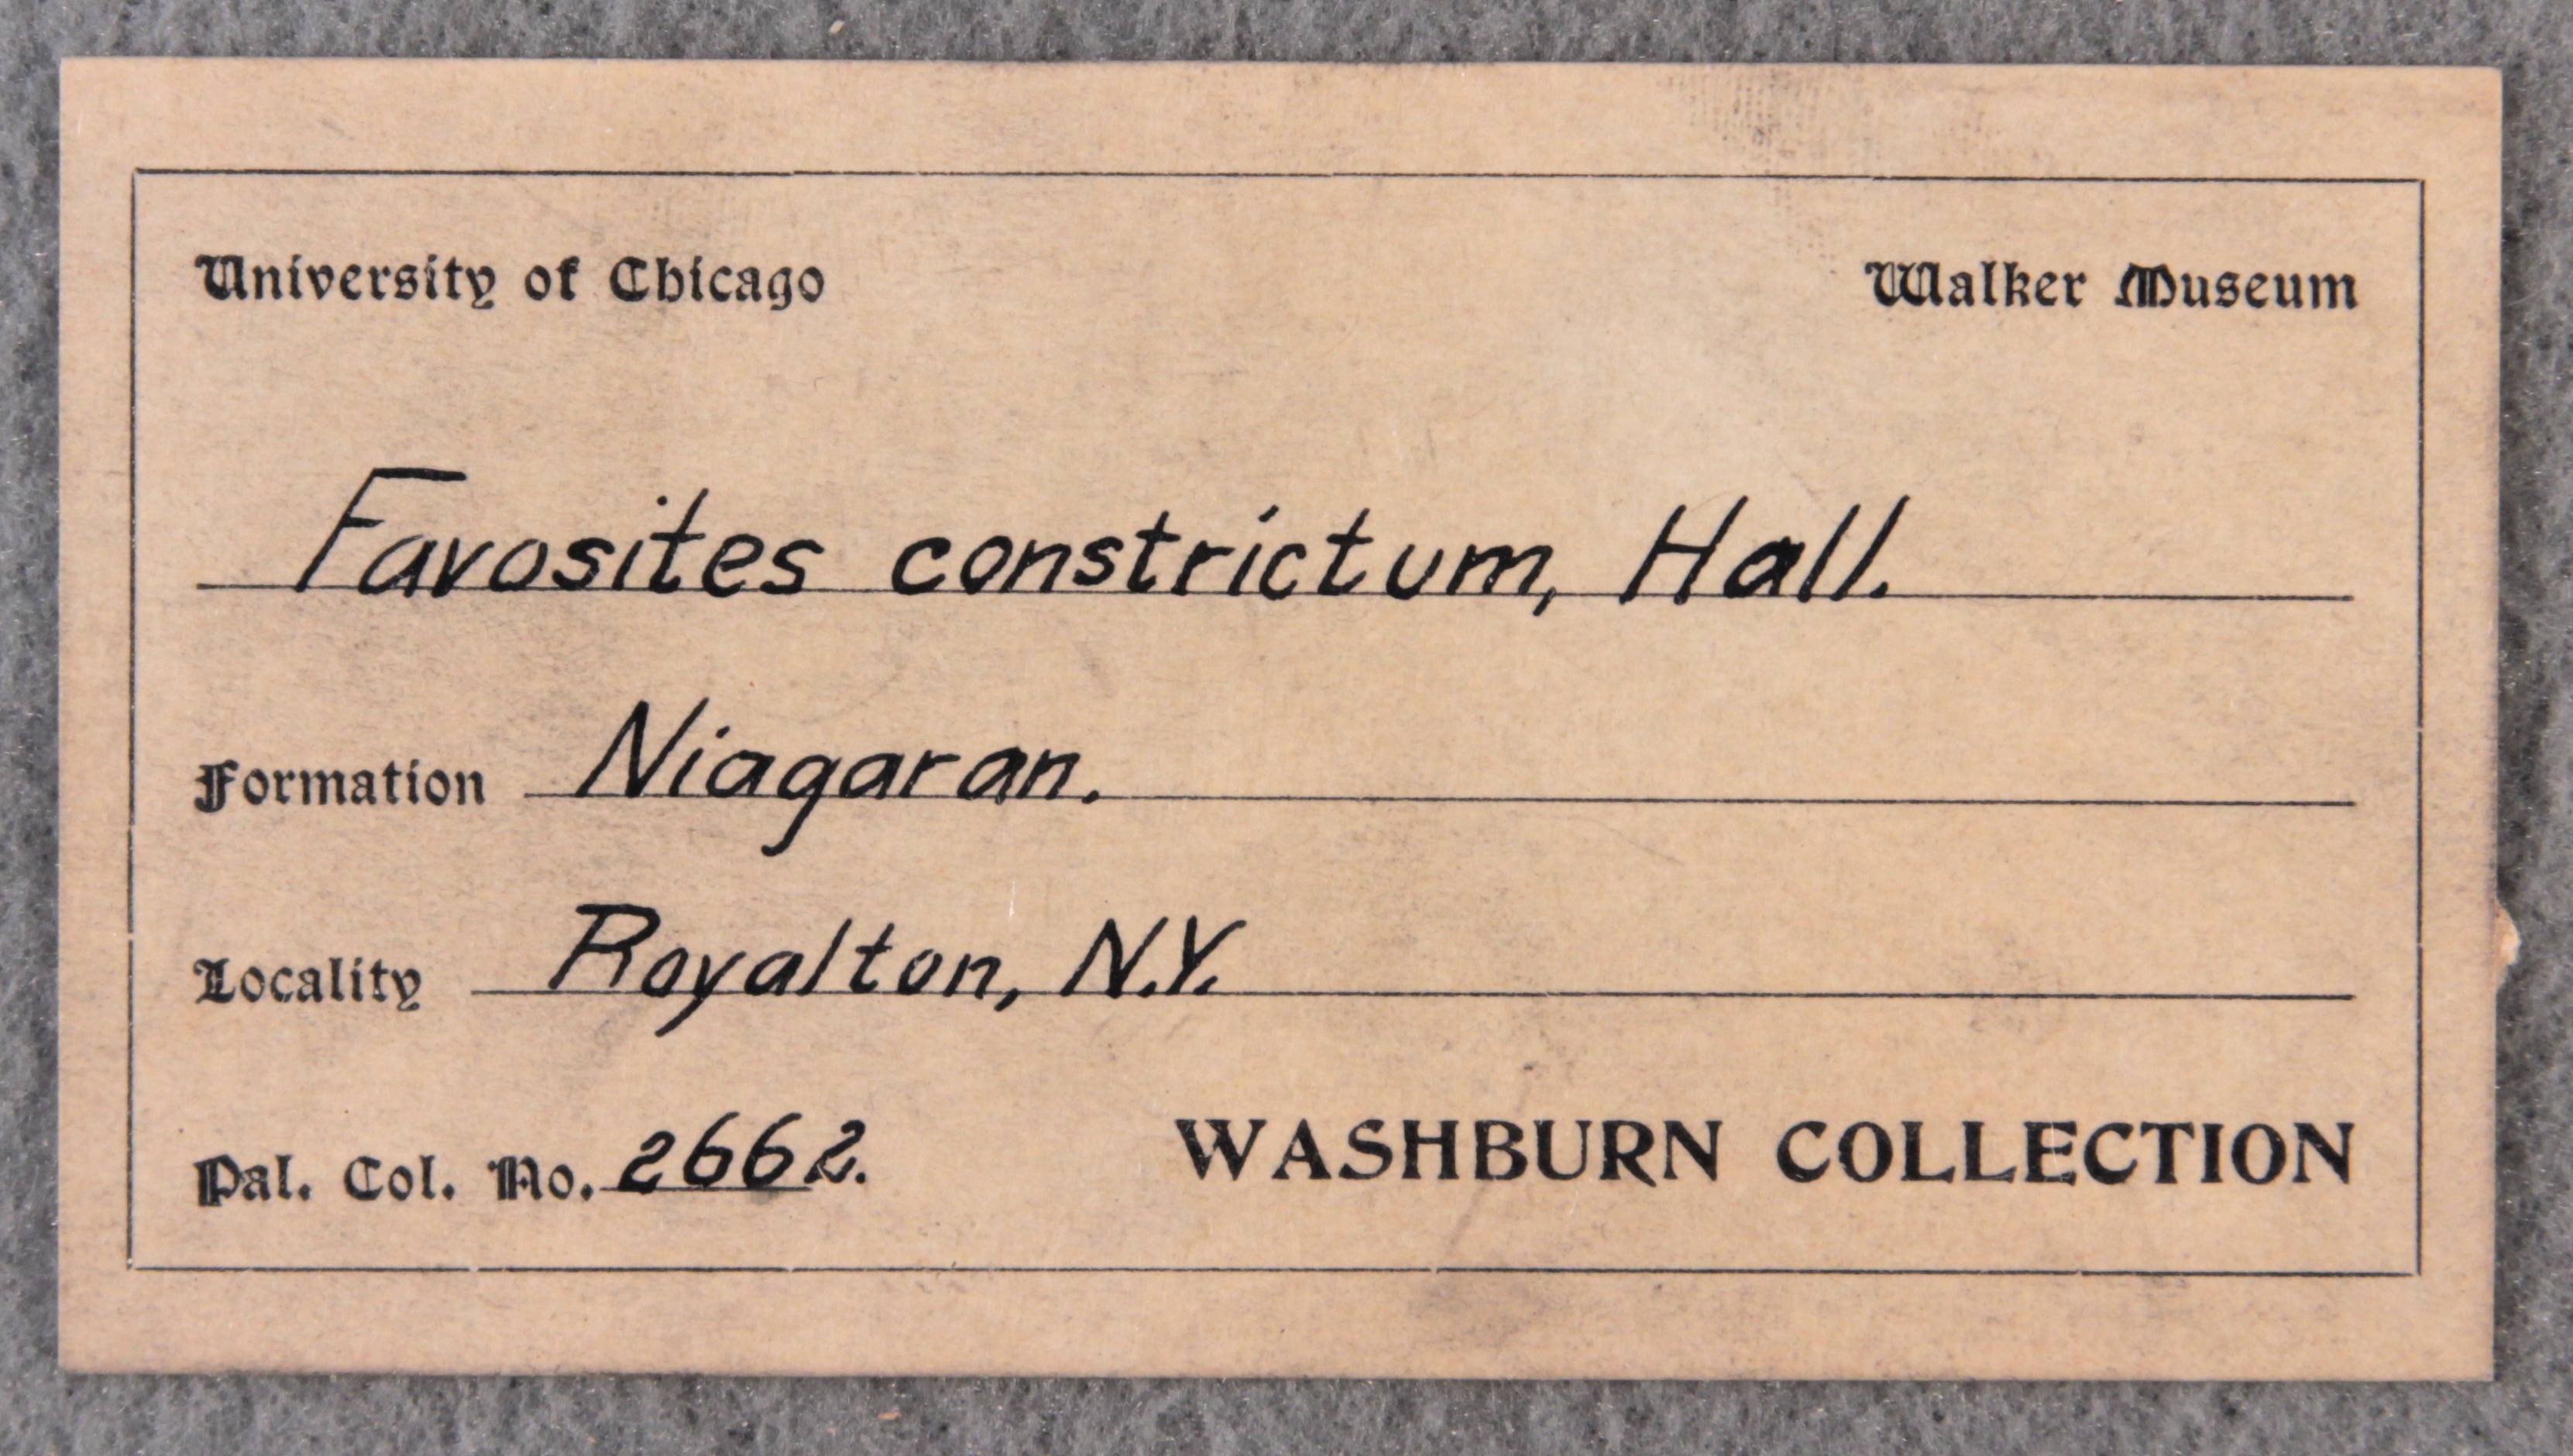 University of Chicago Walker Museum
Favosites constrictum, Hall.
Formation Niagaran.
Locality Royalton, N.Y.
Pal. Col. No. 2662. WASHBURN COLLECTION